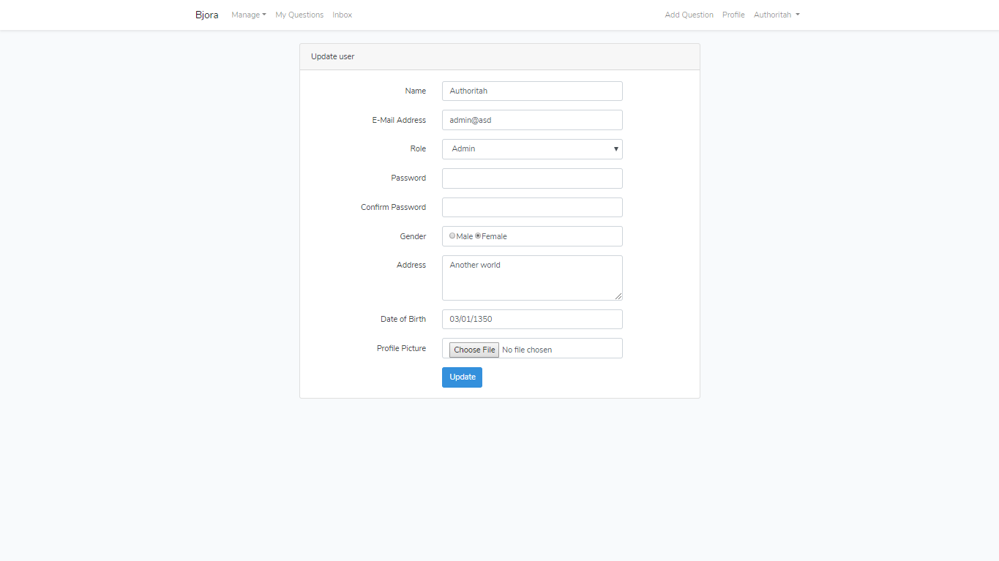 Bjora Manage My Questions Inbox Add Question Profile Authoritah
Update user
Name Authoritah
E-Mail Address admin@asd
Role Admin
Password
Confirm Password
Gender Male Female
Address Another world
Date of Birth 03/01/1350
Profile Picture Choose File No file chosen
Update